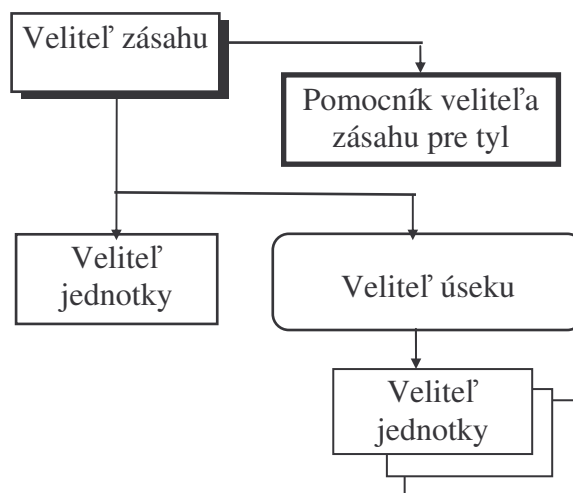 Veliteľ zásahu
Pomocník veliteľa
zásahu pre tyl
Veliteľ
jednotky
Veliteľ úseku
Veliteľ
jednotky